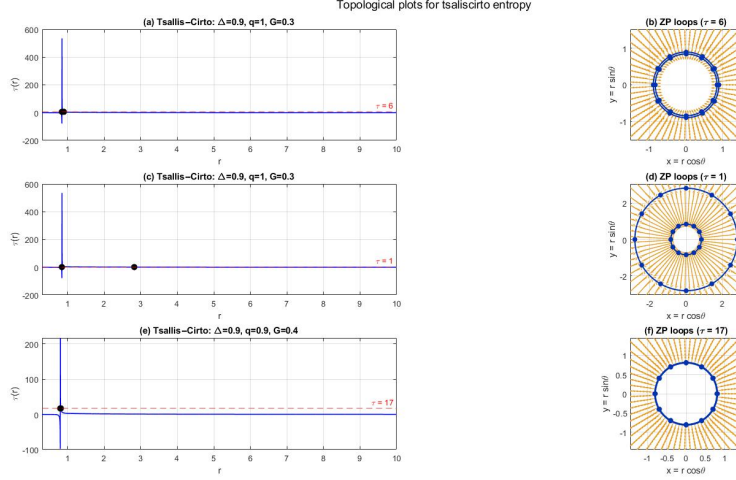 Topological plots for tsaliscirto entropy
(a) Tsallis−Cirto: Δ=0.9, q=1, G=0.3
600
400
200
0
-200
τ(r)
τ = 6
1 2 3 4 5 6 7 8 9 10
r
(b) ZP loops (τ = 6)
1
0
-1
y = r sinθ
-1 0 1
x = r cosθ
(c) Tsallis−Cirto: Δ=0.9, q=1, G=0.3
600
400
200
0
-200
τ(r)
τ = 1
1 2 3 4 5 6 7 8 9 10
r
(d) ZP loops (τ = 1)
2
0
-2
y = r sinθ
-2 0 2
x = r cosθ
(e) Tsallis−Cirto: Δ=0.9, q=0.9, G=0.4
200
100
0
-100
τ(r)
τ = 17
1 2 3 4 5 6 7 8 9 10
r
(f) ZP loops (τ = 17)
1
0.5
0
-0.5
-1
y = r sinθ
-1 -0.5 0 0.5 1
x = r cosθ